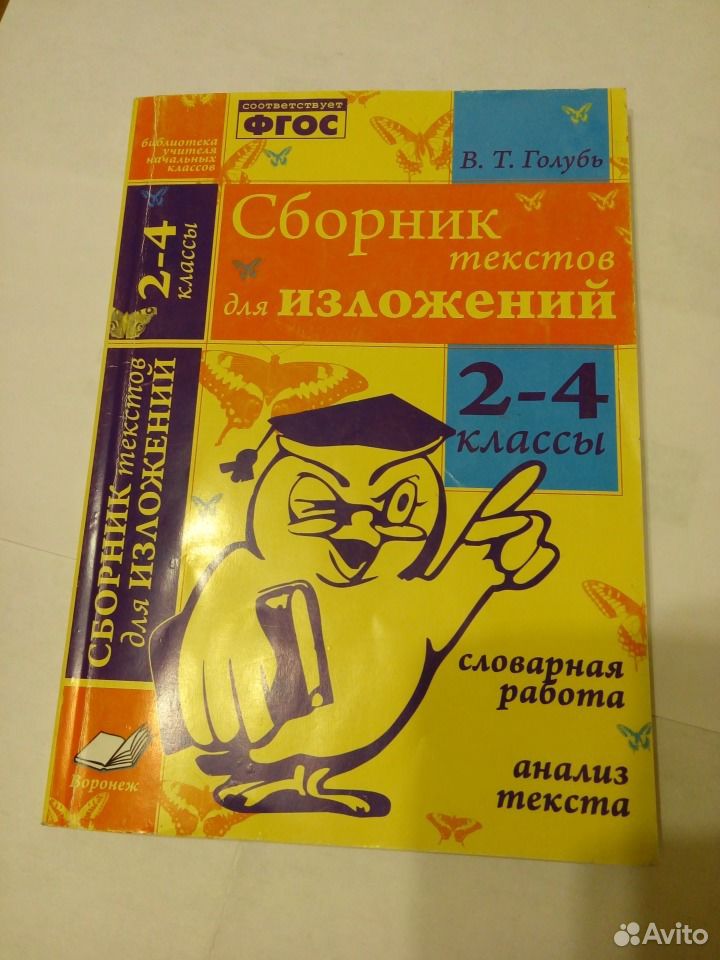 соответствует
ФГОС
библиотека
учителя
начальных
классов
В. Т. Голубь
Сборник
текстов
для изложений
2-4
классы
2-4
классы
СБОРНИК текстов
для ИЗЛОЖЕНИЙ
словарная
работа
анализ
текста
Воронеж
Avito